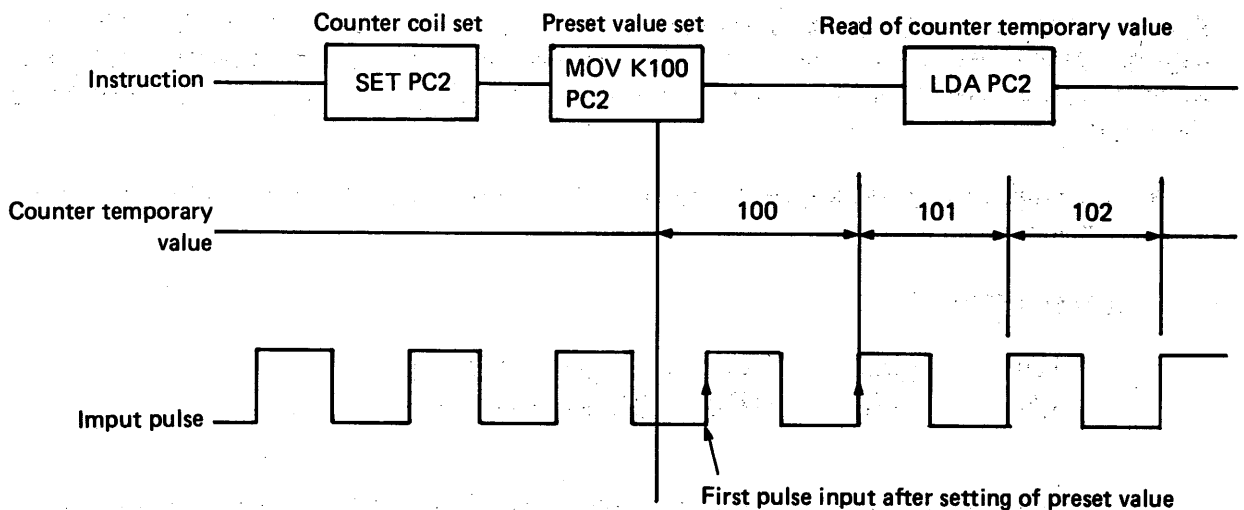 Counter coil set
Preset value set
Read of counter temporary value
Instruction
SET PC2
MOV K100
PC2
LDA PC2
Counter temporary
value
100
101
102
Imput pulse
First pulse input after setting of preset value